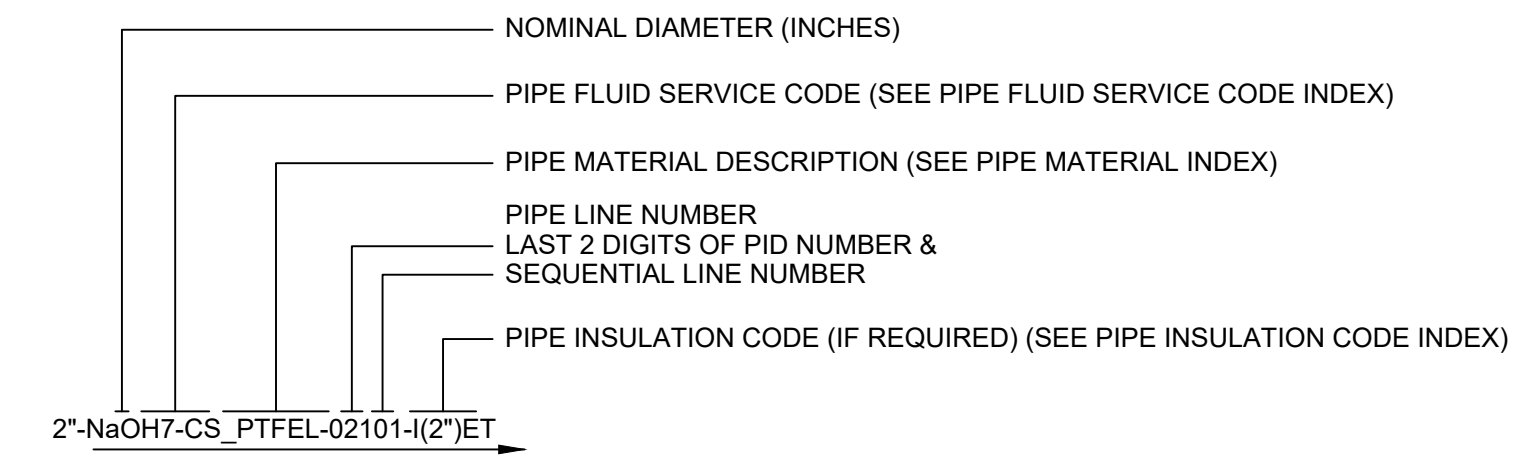 NOMINAL DIAMETER (INCHES)
PIPE FLUID SERVICE CODE (SEE PIPE FLUID SERVICE CODE INDEX)
PIPE MATERIAL DESCRIPTION (SEE PIPE MATERIAL INDEX)
PIPE LINE NUMBER
LAST 2 DIGITS OF PID NUMBER &
SEQUENTIAL LINE NUMBER
PIPE INSULATION CODE (IF REQUIRED) (SEE PIPE INSULATION CODE INDEX)
2"-NaOH7-CS_PTFEL-02101-I(2")ET